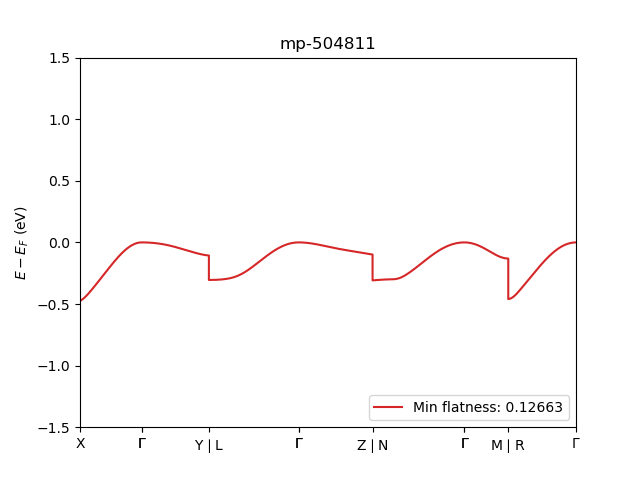 mp-504811
E − E_F (eV)
1.5
1.0
0.5
0.0
−0.5
−1.0
−1.5
Min flatness: 0.12663
X Γ Y | L Γ Z | N Γ M | R Γ